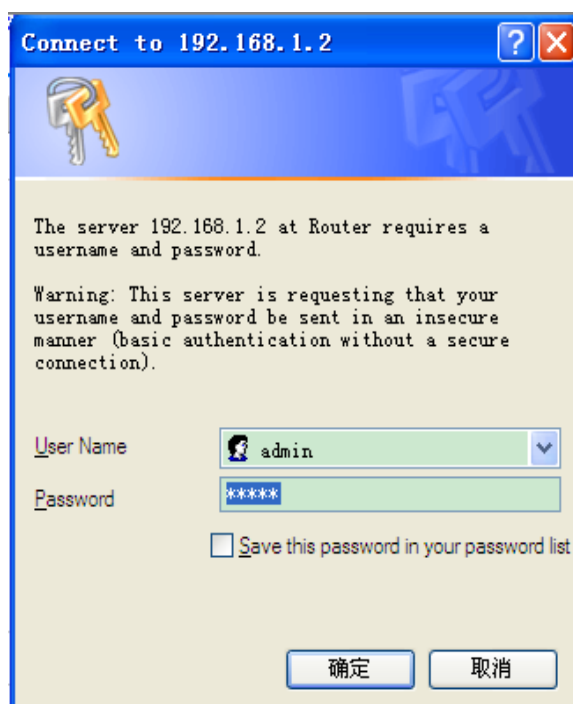 Connect to 192.168.1.2
The server 192.168.1.2 at Router requires a
username and password.
Warning: This server is requesting that your
username and password be sent in an insecure
manner (basic authentication without a secure
connection).
User Name
admin
Password
*****
Save this password in your password list
确定
取消